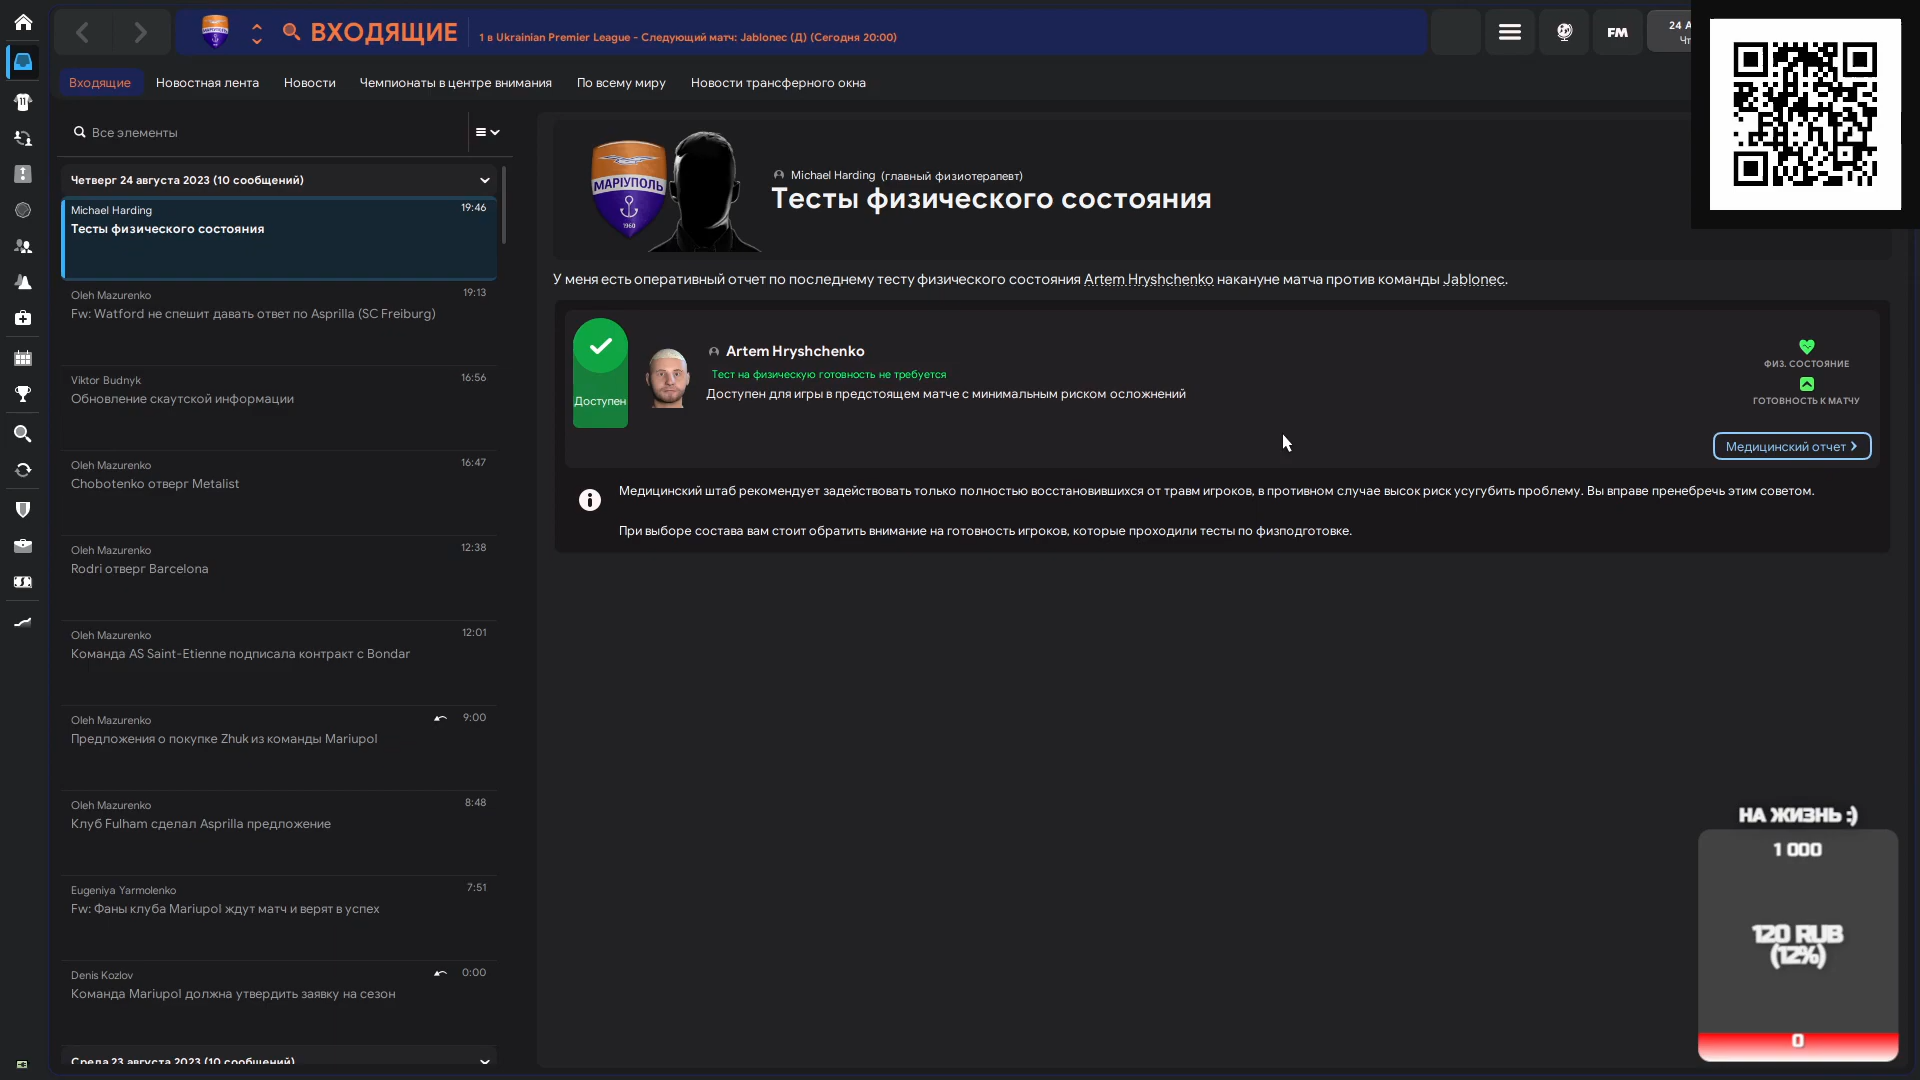 ВХОДЯЩИЕ
1 в Ukrainian Premier League - Следующий матч: Jablonec (Д) (Сегодня 20:00)
FM
Входящие
Новостная лента
Новости
Чемпионаты в центре внимания
По всему миру
Новости трансферного окна
Все элементы
Четверг 24 августа 2023 (10 сообщений)
Michael Harding 19:46
Тесты физического состояния
Oleh Mazurenko 19:13
Fw: Watford не спешит давать ответ по Asprilla (SC Freiburg)
Viktor Budnyk 16:56
Обновление скаутской информации
Oleh Mazurenko 16:47
Chobotenko отверг Metalist
Oleh Mazurenko 12:38
Rodri отверг Barcelona
Oleh Mazurenko 12:01
Команда AS Saint-Etienne подписала контракт с Bondar
Oleh Mazurenko 9:00
Предложения о покупке Zhuk из команды Mariupol
Oleh Mazurenko 8:48
Клуб Fulham сделал Asprilla предложение
Eugeniya Yarmolenko 7:51
Fw: Фаны клуба Mariupol ждут матч и верят в успех
Denis Kozlov 0:00
Команда Mariupol должна утвердить заявку на сезон
Среда 23 августа 2023 (10 сообщений)
МАРІУПОЛЬ
1960
Michael Harding (главный физиотерапевт)
Тесты физического состояния
У меня есть оперативный отчет по последнему тесту физического состояния Artem Hryshchenko накануне матча против команды Jablonec.
Доступен
Artem Hryshchenko
Тест на физическую готовность не требуется
Доступен для игры в предстоящем матче с минимальным риском осложнений
ФИЗ. СОСТОЯНИЕ
ГОТОВНОСТЬ К МАТЧУ
Медицинский отчет
Медицинский штаб рекомендует задействовать только полностью восстановившихся от травм игроков, в противном случае высок риск усугубить проблему. Вы вправе пренебречь этим советом.
При выборе состава вам стоит обратить внимание на готовность игроков, которые проходили тесты по физподготовке.
НА ЖИЗНЬ :)
1 000
120 RUB
(12%)
0